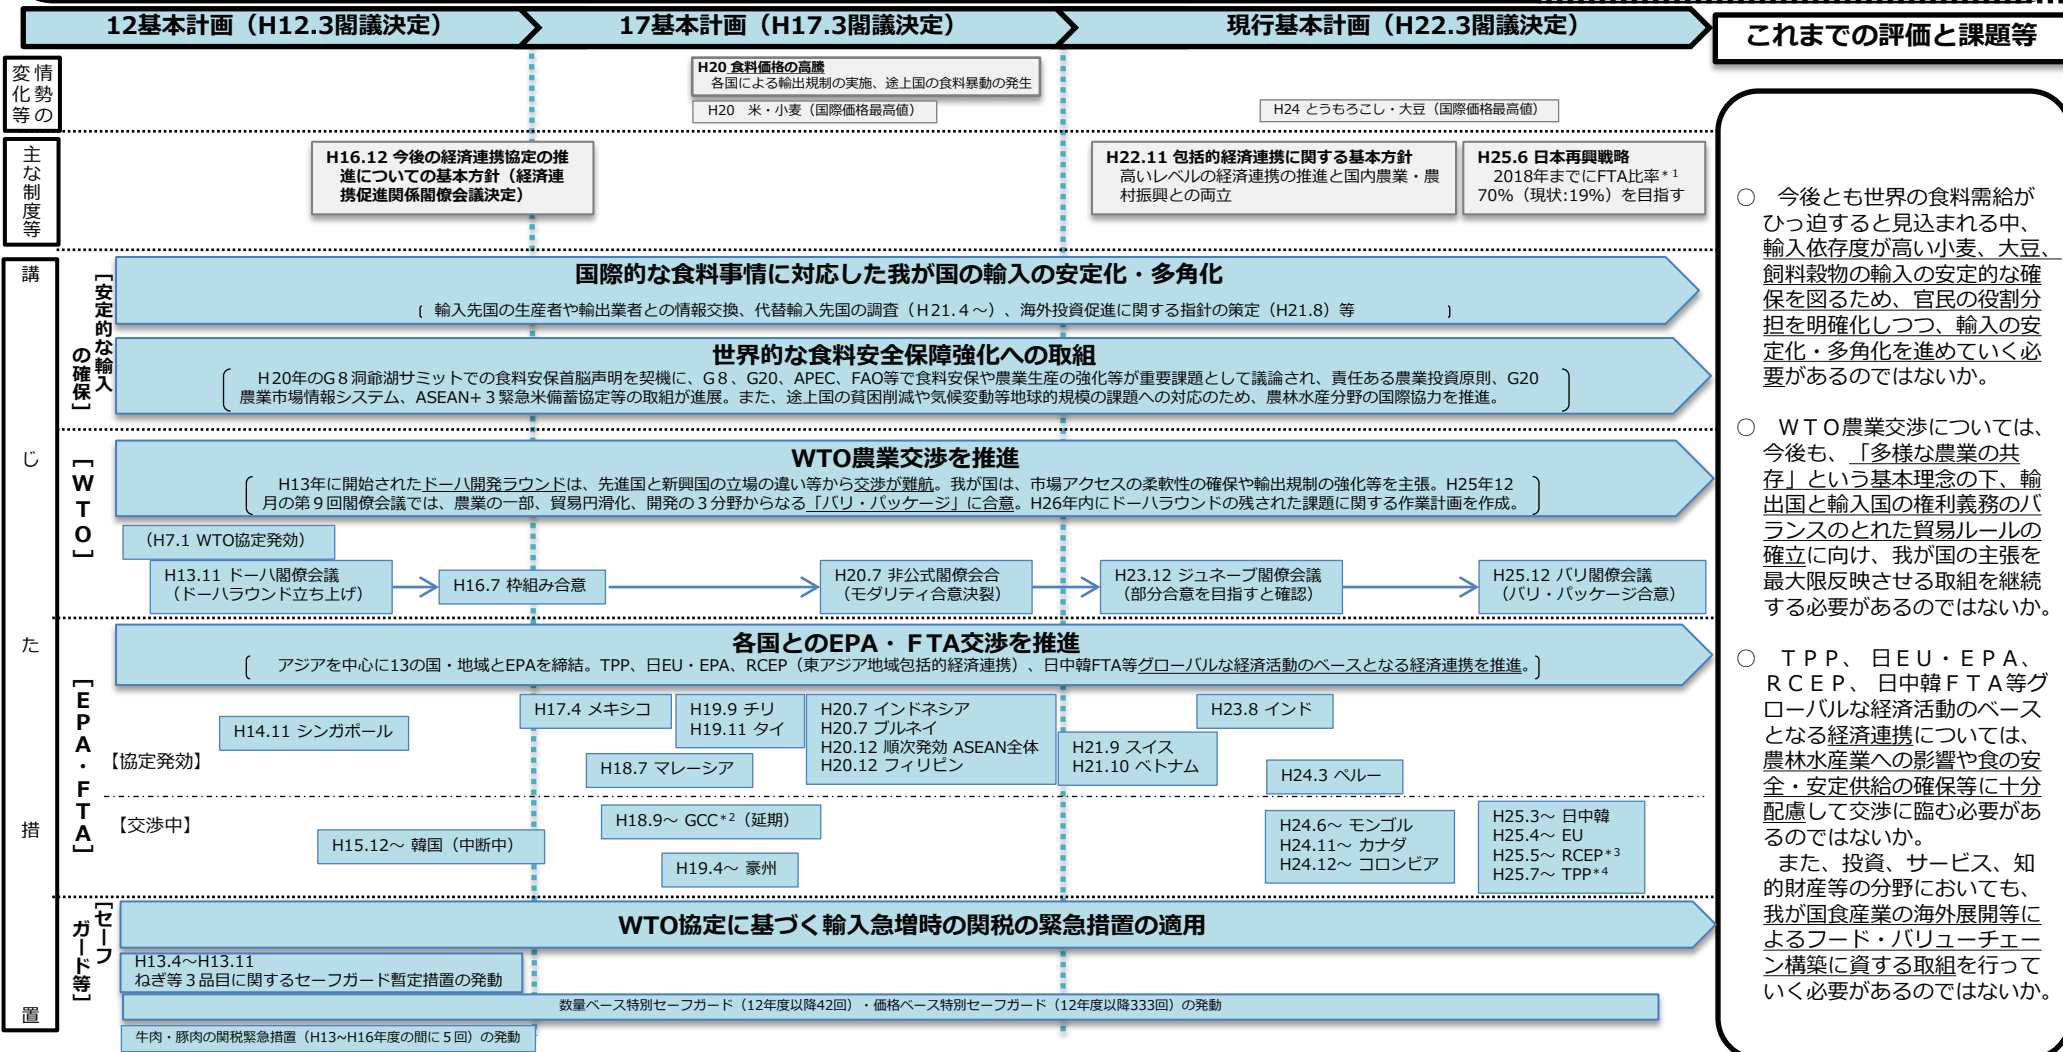 12基本計画（H12.3閣議決定）
17基本計画（H17.3閣議決定）
現行基本計画（H22.3閣議決定）
これまでの評価と課題等
情勢の
変化等
H20 食料価格の高騰
各国による輸出規制の実施、途上国の食料暴動の発生
H20　米・小麦（国際価格最高値）
H24 とうもろこし・大豆（国際価格最高値）
主な制度等
H16.12 今後の経済連携協定の推
進についての基本方針（経済連
携促進関係閣僚会議決定）
H22.11 包括的経済連携に関する基本方針
高いレベルの経済連携の推進と国内農業・農
村振興との両立
H25.6 日本再興戦略
2018年までにFTA比率*1
70%（現状:19%）を目指す
講じた措置
［安定的な輸入
の確保］
国際的な食料事情に対応した我が国の輸入の安定化・多角化
（ 輸入先国の生産者や輸出業者との情報交換、代替輸入先国の調査（H21.４～）、海外投資促進に関する指針の策定（H21.8）等 ）
世界的な食料安全保障強化への取組
H20年のG８洞爺湖サミットでの食料安保首脳声明を契機に、G８、G20、APEC、FAO等で食料安保や農業生産の強化等が重要課題として議論され、責任ある農業投資原則、G20
農業市場情報システム、ASEAN+３緊急米備蓄協定等の取組が進展。また、途上国の貧困削減や気候変動等地球的規模の課題への対応のため、農林水産分野の国際協力を推進。
［WTO］
WTO農業交渉を推進
H13年に開始されたドーハ開発ラウンドは、先進国と新興国の立場の違い等から交渉が難航。我が国は、市場アクセスの柔軟性の確保や輸出規制の強化等を主張。H25年12
月の第９回閣僚会議では、農業の一部、貿易円滑化、開発の３分野からなる「バリ・パッケージ」に合意。H26年内にドーハラウンドの残された課題に関する作業計画を作成。
（H7.1 WTO協定発効）
H13.11 ドーハ閣僚会議
（ドーハラウンド立ち上げ）
H16.7 枠組み合意
H20.7 非公式閣僚会合
（モダリティ合意決裂）
H23.12 ジュネーブ閣僚会議
（部分合意を目指すと確認）
H25.12 バリ閣僚会議
（バリ・パッケージ合意）
［EPA・FTA］
各国とのEPA・ＦTA交渉を推進
（ アジアを中心に13の国・地域とEPAを締結。TPP、日EU・EPA、RCEP（東アジア地域包括的経済連携）、日中韓FTA等グローバルな経済活動のベースとなる経済連携を推進。）
【協定発効】
H14.11 シンガポール
H17.4 メキシコ
H18.7 マレーシア
H19.9 チリ
H19.11 タイ
H20.7 インドネシア
H20.7 ブルネイ
H20.12 順次発効 ASEAN全体
H20.12 フィリピン
H21.9 スイス
H21.10 ベトナム
H23.8 インド
H24.3 ペルー
【交渉中】
H15.12～ 韓国（中断中）
H18.9～ GCC*2（延期）
H19.4～ 豪州
H24.6～ モンゴル
H24.11～ カナダ
H24.12～ コロンビア
H25.3～ 日中韓
H25.4～ EU
H25.5～ RCEP*3
H25.7～ TPP*4
［セーフ
ガード等］
WTO協定に基づく輸入急増時の関税の緊急措置の適用
H13.4～H13.11
ねぎ等３品目に関するセーフガード暫定措置の発動
数量ベース特別セーフガード（12年度以降42回）・価格ベース特別セーフガード（12年度以降333回）の発動
牛肉・豚肉の関税緊急措置（H13~H16年度の間に５回）の発動
○　今後とも世界の食料需給が
ひっ迫すると見込まれる中、
輸入依存度が高い小麦、大豆、
飼料穀物の輸入の安定的な確
保を図るため、官民の役割分
担を明確化しつつ、輸入の安
定化・多角化を進めていく必
要があるのではないか。
○　ＷＴＯ農業交渉については、
今後も、「多様な農業の共
存」という基本理念の下、輸
出国と輸入国の権利義務のバ
ランスのとれた貿易ルールの
確立に向け、我が国の主張を
最大限反映させる取組を継続
する必要があるのではないか。
○　ＴＰＰ、 日ＥＵ・ＥＰＡ、
ＲＣＥＰ、 日中韓ＦＴＡ等グ
ローバルな経済活動のベース
となる経済連携については、
農林水産業への影響や食の安
全・安定供給の確保等に十分
配慮して交渉に臨む必要があ
るのではないか。
また、投資、サービス、知
的財産等の分野においても、
我が国食産業の海外展開等に
よるフード・バリューチェー
ン構築に資する取組を行って
いく必要があるのではないか。